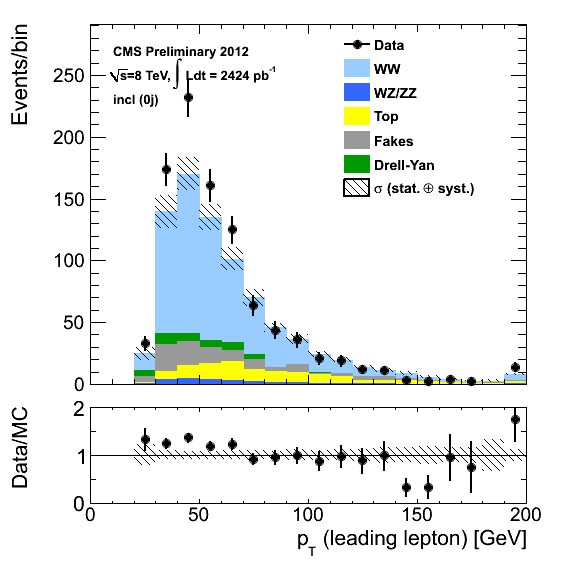 Events/bin
250
200
150
100
50
0
CMS Preliminary 2012
√s=8 TeV, ∫ Ldt = 2424 pb⁻¹
incl (0j)
Data
WW
WZ/ZZ
Top
Fakes
Drell-Yan
σ (stat. ⊕ syst.)
Data/MC
2
1
0
0 50 100 150 200
p_T (leading lepton) [GeV]